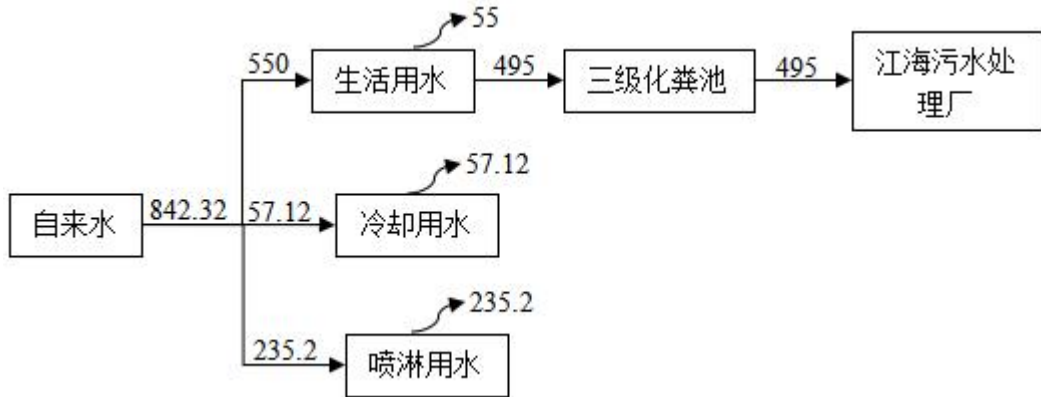 55
550
生活用水
495
三级化粪池
495
江海污水处
理厂
57.12
自来水
842.32
57.12
冷却用水
235.2
235.2
喷淋用水